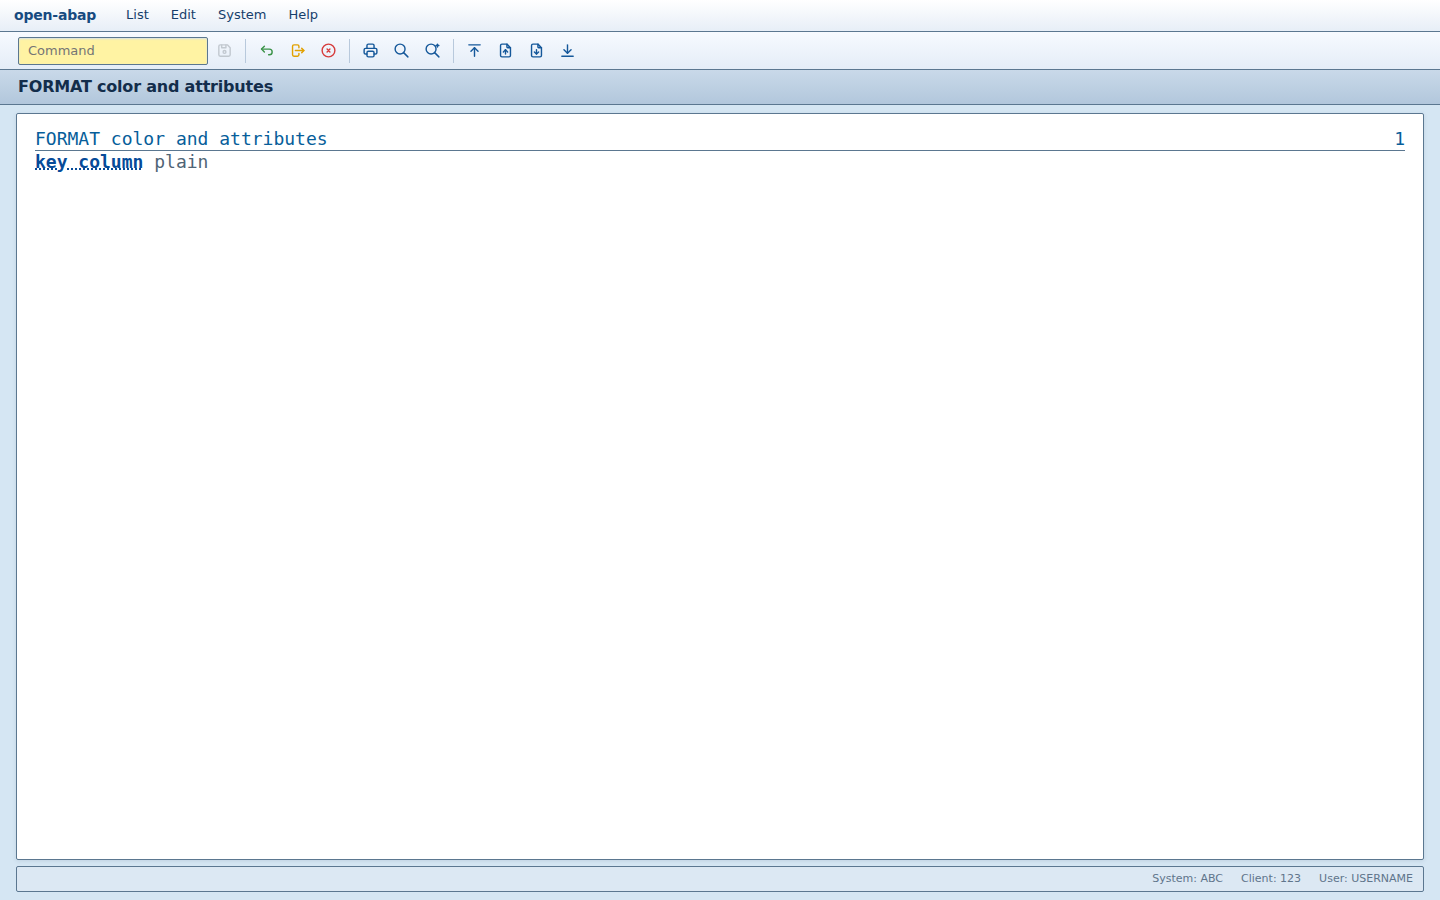 open-abap List Edit System Help
Command
FORMAT color and attributes
FORMAT color and attributes 1
key column plain
System: ABC Client: 123 User: USERNAME